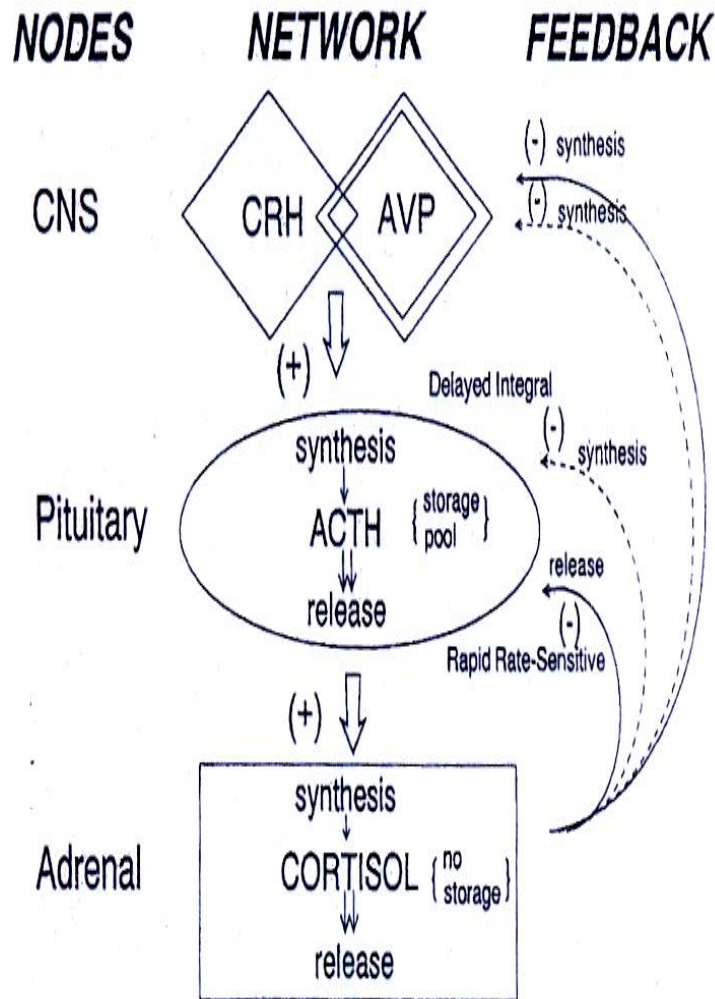 NODES NETWORK FEEDBACK
(-) synthesis
CNS CRH AVP (-) synthesis
(+)
Delayed Integral
(-)
synthesis synthesis
Pituitary ACTH { storage pool }
release
release
(-)
Rapid Rate-Sensitive
(+)
synthesis
Adrenal CORTISOL { no storage }
release